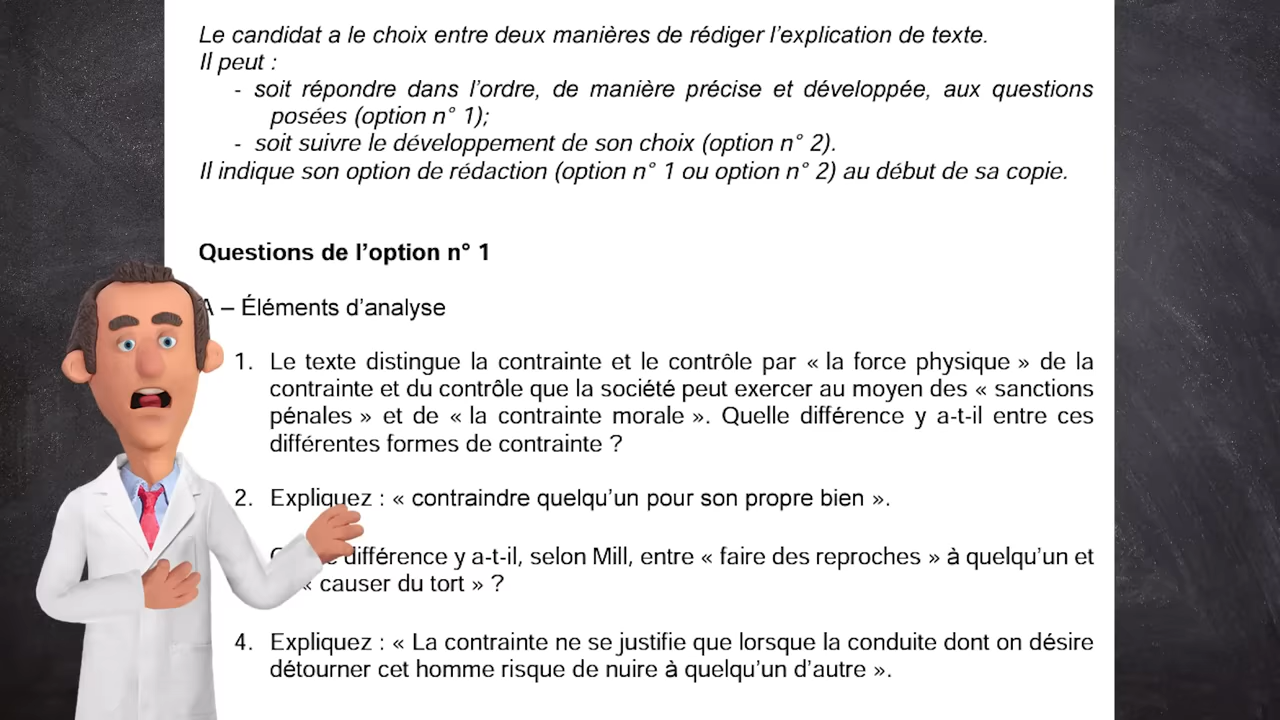 Le candidat a le choix entre deux manières de rédiger l'explication de texte.
Il peut :
- soit répondre dans l'ordre, de manière précise et développée, aux questions
posées (option n° 1);
- soit suivre le développement de son choix (option n° 2).
Il indique son option de rédaction (option n° 1 ou option n° 2) au début de sa copie.
Questions de l'option n° 1
A – Éléments d'analyse
1. Le texte distingue la contrainte et le contrôle par « la force physique » de la
contrainte et du contrôle que la société peut exercer au moyen des « sanctions
pénales » et de « la contrainte morale ». Quelle différence y a-t-il entre ces
différentes formes de contrainte ?
2. Expliquez : « contraindre quelqu'un pour son propre bien ».
différence y a-t-il, selon Mill, entre « faire des reproches » à quelqu'un et
« causer du tort » ?
4. Expliquez : « La contrainte ne se justifie que lorsque la conduite dont on désire
détourner cet homme risque de nuire à quelqu'un d'autre ».